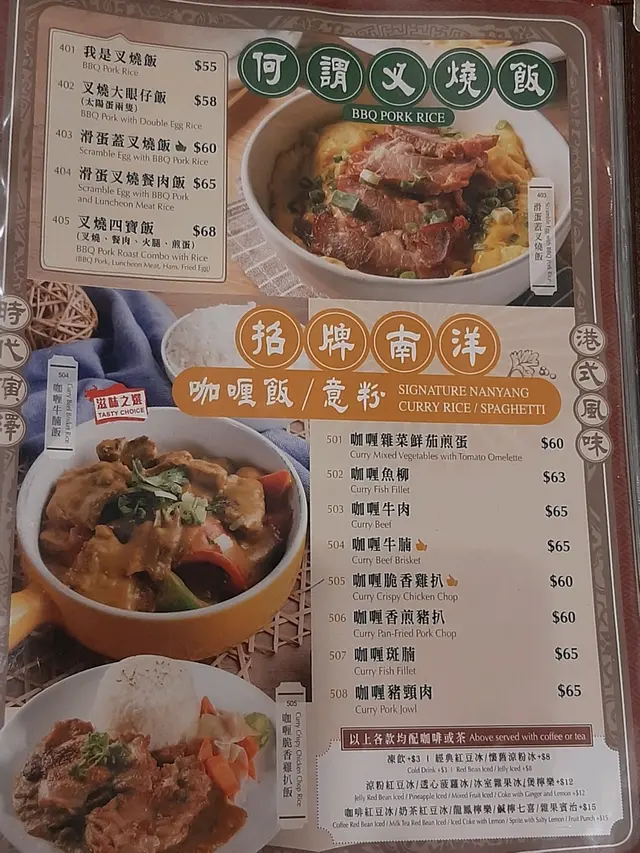 何謂叉燒飯
BBQ PORK RICE
401 我是叉燒飯 $55
BBQ Pork Rice
402 叉燒大眼仔飯 $58
(太陽蛋兩隻)
BBQ Pork with Double Egg Rice
403 滑蛋蓋叉燒飯 $60
Scramble Egg with BBQ Pork Rice
404 滑蛋叉燒餐肉飯 $65
Scramble Egg with BBQ Pork
and Luncheon Meat Rice
405 叉燒四寶飯 $68
(叉燒、餐肉、火腿、煎蛋)
BBQ Pork Roast Combo with Rice
(BBQ Pork, Luncheon Meat, Ham, Fried Egg)
403
滑蛋蓋叉燒飯
Scramble Egg with BBQ Pork Rice
時代
港式風味
招牌南洋
咖喱飯/意粉
SIGNATURE NANYANG
CURRY RICE / SPAGHETTI
504
咖喱牛腩飯
Curry Beef Brisket Rice
滋味之選
TASTY CHOICE
501 咖喱雜菜鮮茄煎蛋 $60
Curry Mixed Vegetables with Tomato Omelette
502 咖喱魚柳 $63
Curry Fish Fillet
503 咖喱牛肉 $65
Curry Beef
504 咖喱牛腩 $65
Curry Beef Brisket
505 咖喱脆香雞扒 $60
Curry Crispy Chicken Chop
506 咖喱香煎豬扒 $60
Curry Pan-Fried Pork Chop
507 咖喱斑腩 $65
Curry Fish Fillet
508 咖喱豬頸肉 $65
Curry Pork Jowl
505
咖喱脆香雞扒飯
Curry Crispy Chicken Chop Rice
以上各款均配咖啡或茶 Above served with coffee or tea
凍飲+$3 | 經典紅豆冰/懷舊涼粉冰+$8
Cold Drink +$3 | Red Bean Iced / Jelly Iced +$8
涼粉紅豆冰/透心菠蘿冰/冰室雜果冰/煲檸樂+$12
Jelly Red Bean Iced / Pineapple Iced / Mixed Fruit Iced / Coke with Ginger and Lemon +$12
咖啡紅豆冰/奶茶紅豆冰/龍鳳檸樂/鹹檸七喜/雜果賓治+$15
Coffee Red Bean Iced / Milk Tea Red Bean Iced / Iced Coke with Lemon / Sprite with Salty Lemon / Fruit Punch +$15